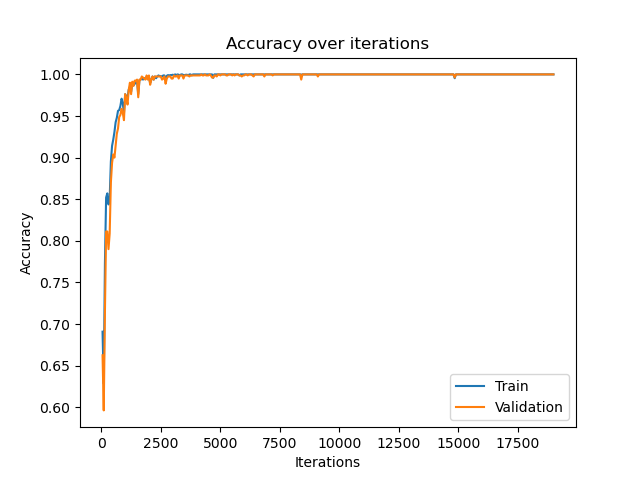 Accuracy over iterations
1.00
0.95
0.90
0.85
0.80
0.75
0.70
0.65
0.60
Accuracy
Train
Validation
0 2500 5000 7500 10000 12500 15000 17500
Iterations